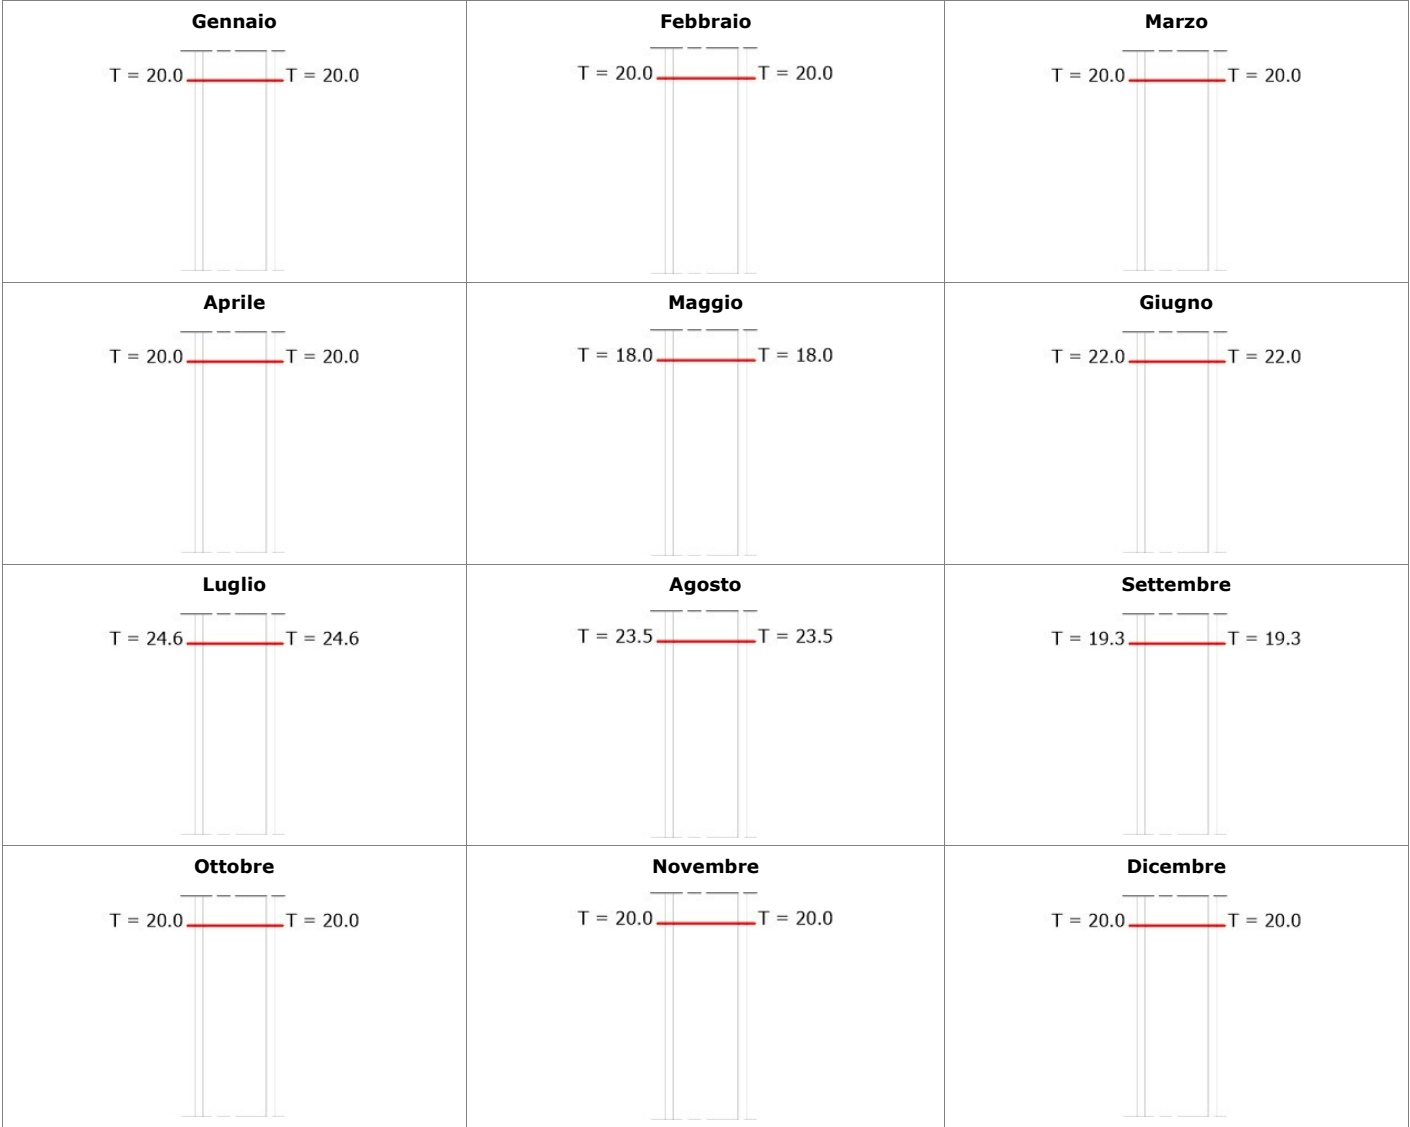 Gennaio
T = 20.0 T = 20.0
Febbraio
T = 20.0 T = 20.0
Marzo
T = 20.0 T = 20.0
Aprile
T = 20.0 T = 20.0
Maggio
T = 18.0 T = 18.0
Giugno
T = 22.0 T = 22.0
Luglio
T = 24.6 T = 24.6
Agosto
T = 23.5 T = 23.5
Settembre
T = 19.3 T = 19.3
Ottobre
T = 20.0 T = 20.0
Novembre
T = 20.0 T = 20.0
Dicembre
T = 20.0 T = 20.0